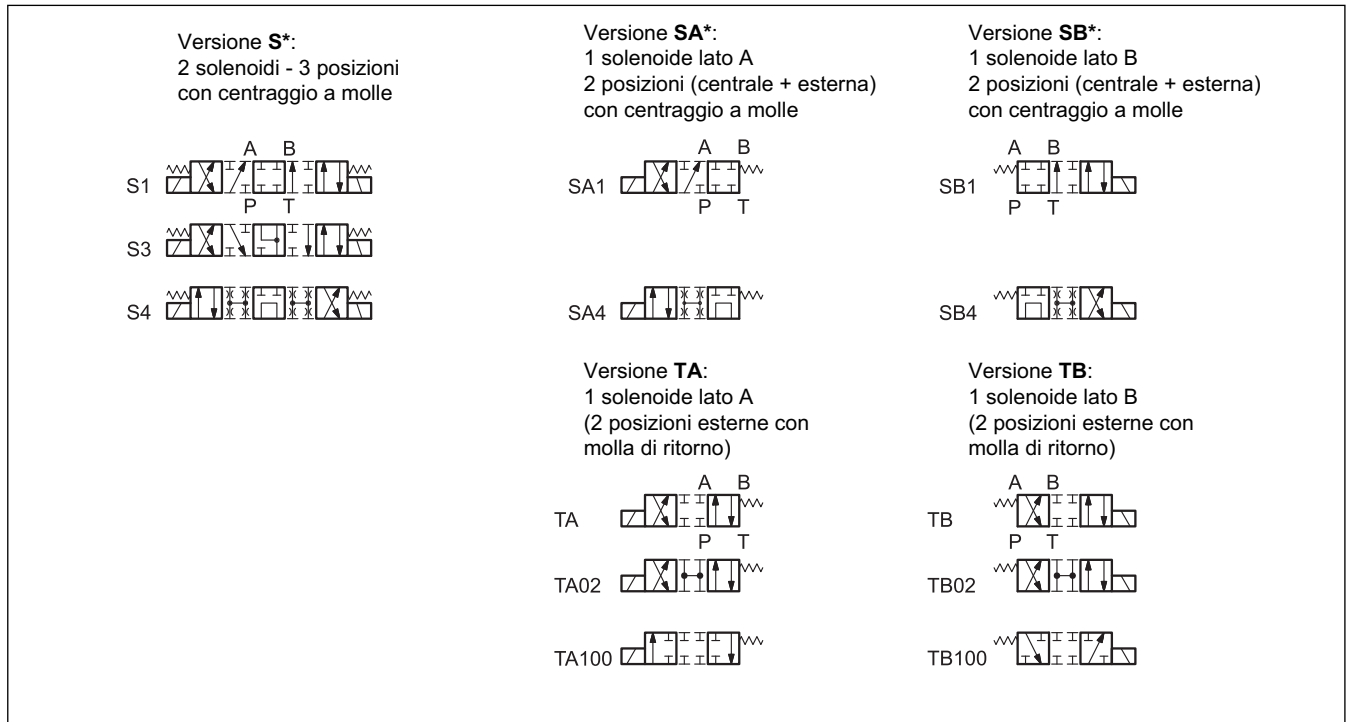 Versione S*:
2 solenoidi - 3 posizioni
con centraggio a molle
A B
S1
P T
S3
S4
Versione SA*:
1 solenoide lato A
2 posizioni (centrale + esterna)
con centraggio a molle
A B
SA1
P T
SA4
Versione SB*:
1 solenoide lato B
2 posizioni (centrale + esterna)
con centraggio a molle
A B
SB1
P T
SB4
Versione TA:
1 solenoide lato A
(2 posizioni esterne con
molla di ritorno)
A B
TA
P T
TA02
TA100
Versione TB:
1 solenoide lato B
(2 posizioni esterne con
molla di ritorno)
A B
TB
P T
TB02
TB100